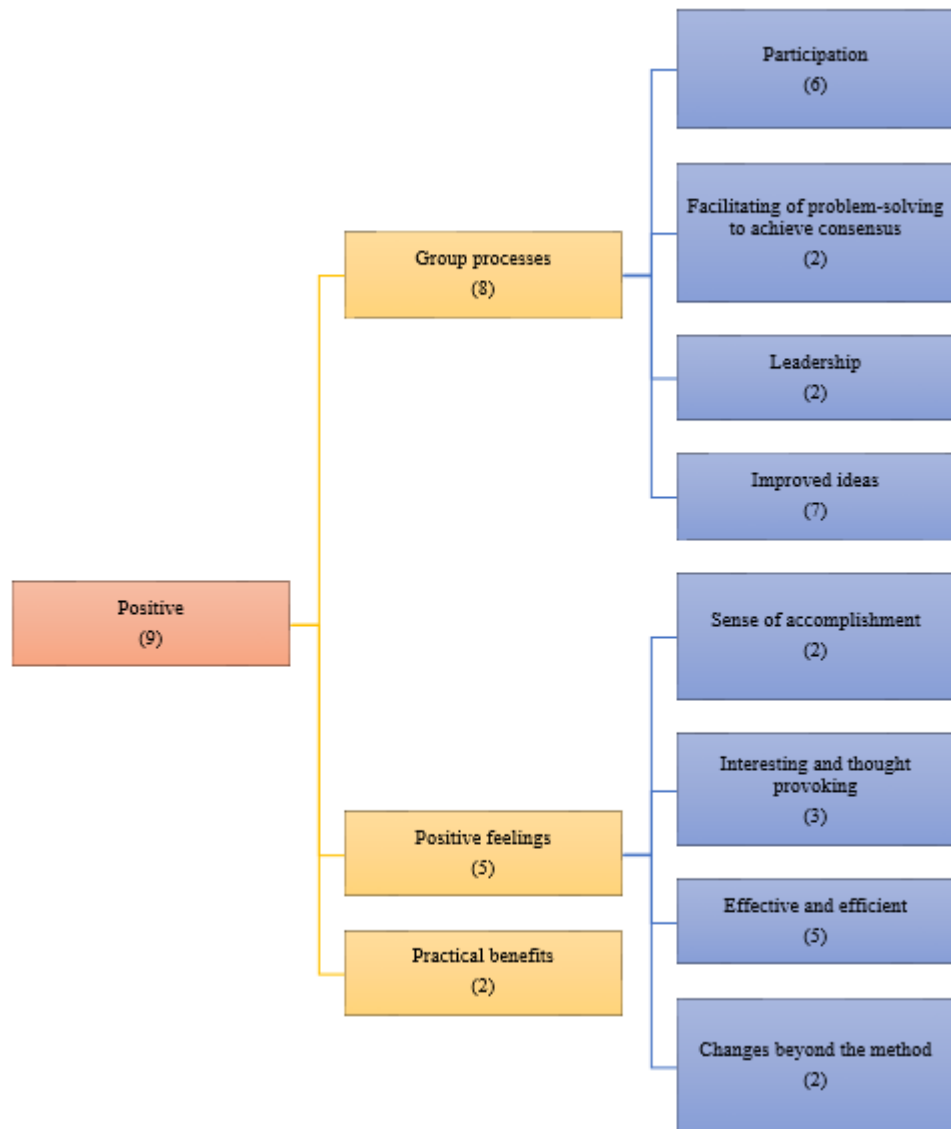 Positive
(9)
Group processes
(8)
Participation
(6)
Facilitating of problem-solving
to achieve consensus
(2)
Leadership
(2)
Improved ideas
(7)
Positive feelings
(5)
Sense of accomplishment
(2)
Interesting and thought
provoking
(3)
Effective and efficient
(5)
Changes beyond the method
(2)
Practical benefits
(2)